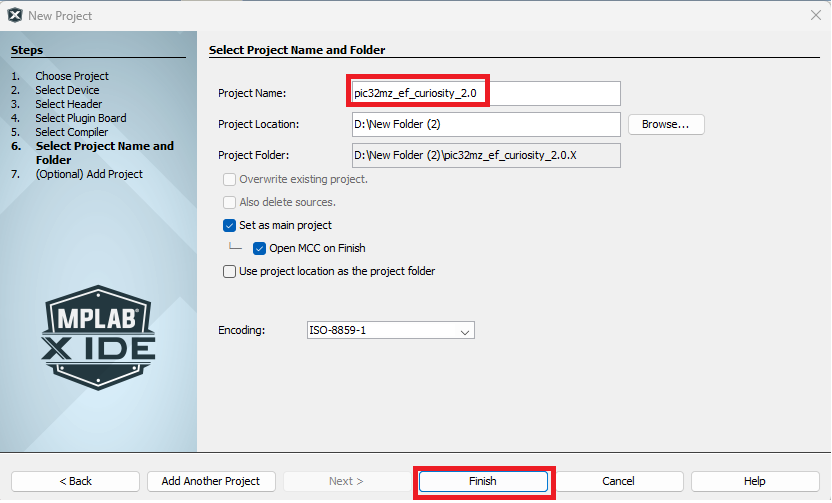 New Project
Steps
1. Choose Project
2. Select Device
3. Select Header
4. Select Plugin Board
5. Select Compiler
6. Select Project Name and
Folder
7. (Optional) Add Project
MPLAB®
X IDE
Select Project Name and Folder
Project Name: pic32mz_ef_curiosity_2.0
Project Location: D:\New Folder (2) Browse...
Project Folder: D:\New Folder (2)\pic32mz_ef_curiosity_2.0.X
Overwrite existing project.
Also delete sources.
Set as main project
Open MCC on Finish
Use project location as the project folder
Encoding: ISO-8859-1
< Back Add Another Project Next > Finish Cancel Help